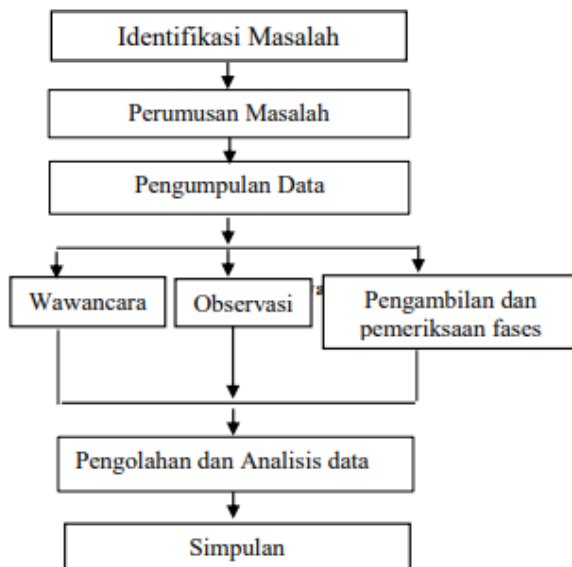 Identifikasi Masalah
Perumusan Masalah
Pengumpulan Data
Wawancara
Observasi
Pengambilan dan
pemeriksaan fases
Pengolahan dan Analisis data
Simpulan